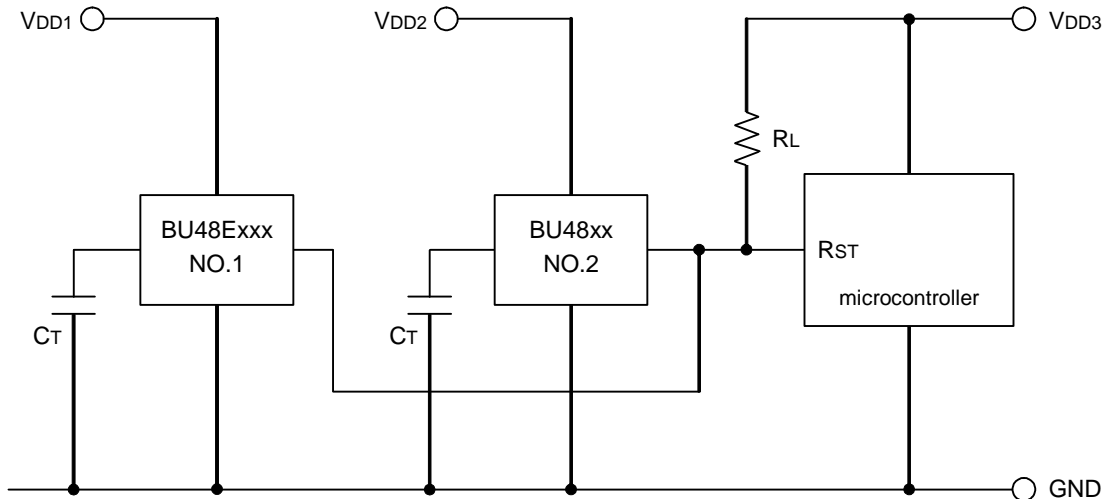 VDD1
VDD2
VDD3
RL
BU48Exxx
NO.1
BU48xx
NO.2
RST
microcontroller
CT
CT
GND